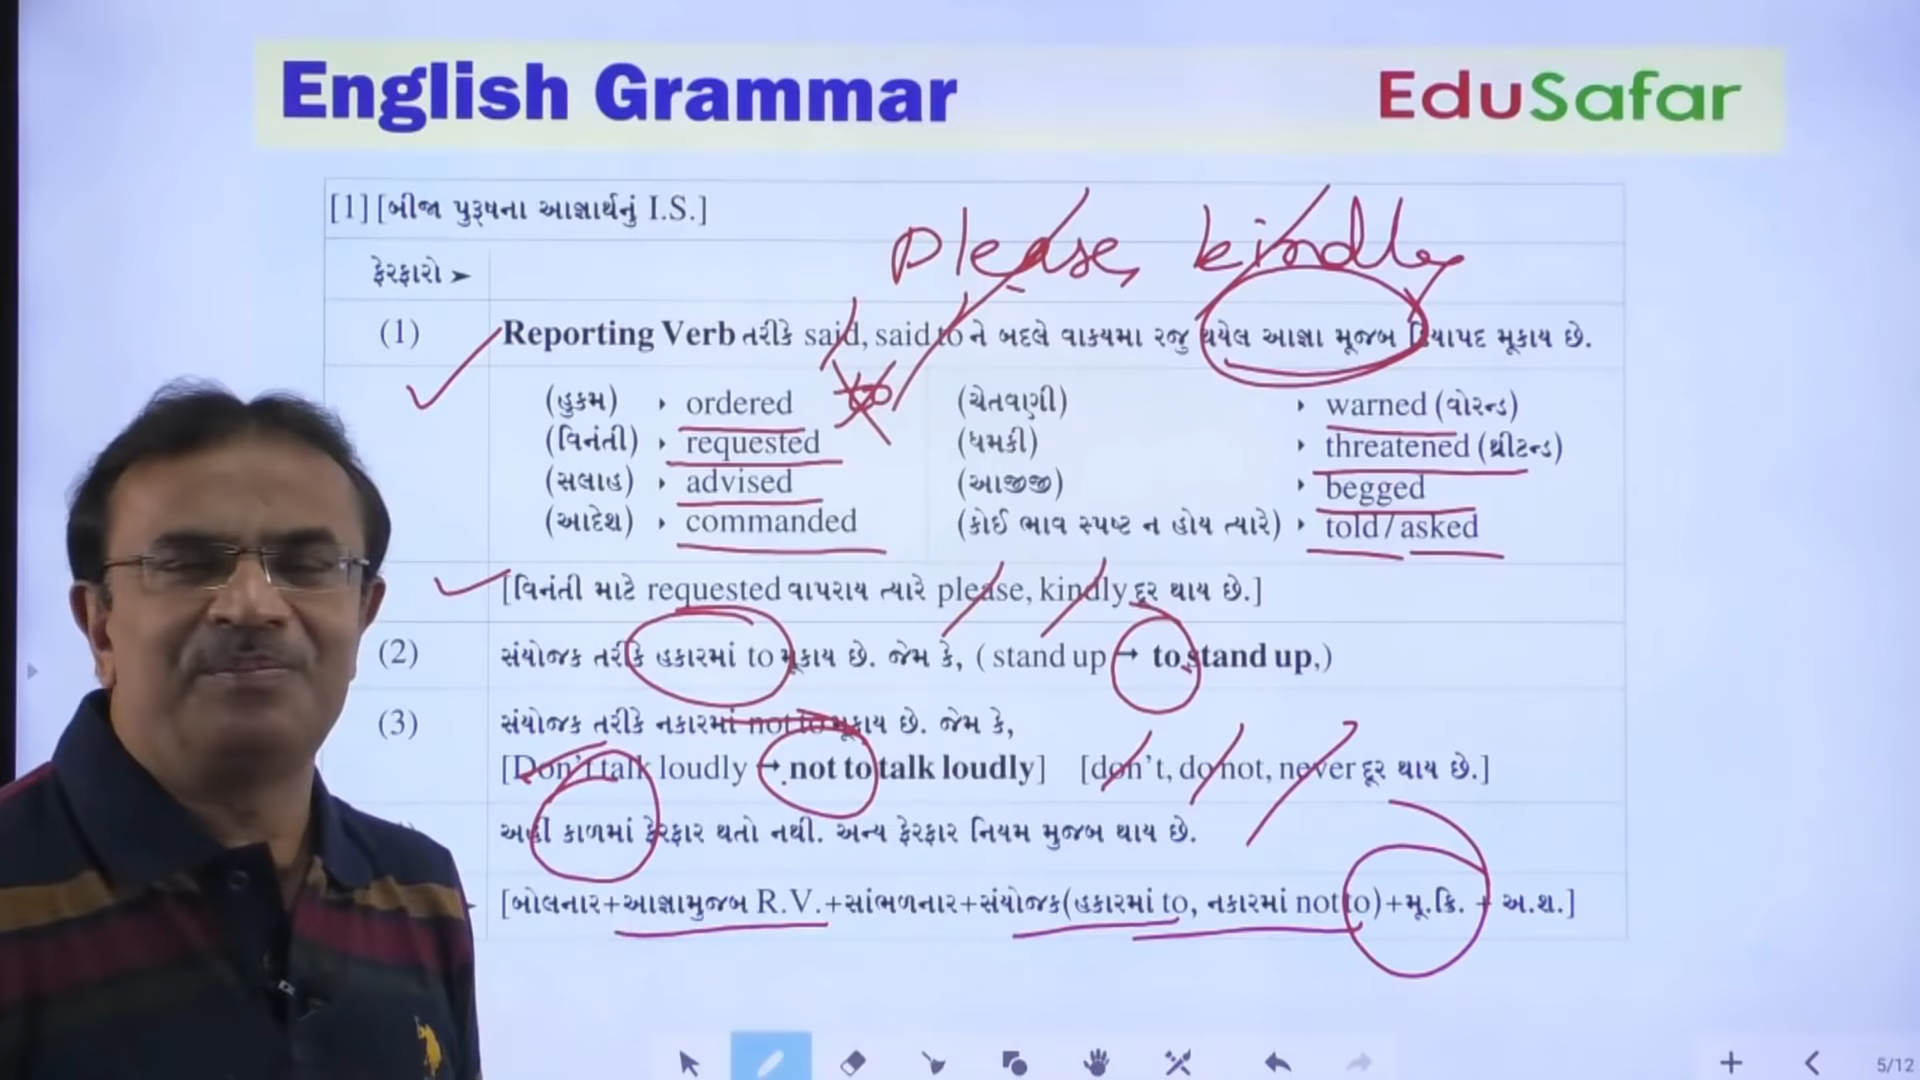 English Grammar
EduSafar
[1] [બીજા પુરૂષના આજ્ઞાર્થનું I.S.]
please, kindly
ફેરફારો ➤
(1) Reporting Verb તરીકે said, said to ને બદલે વાક્યમા રજુ થયેલ આજ્ઞા મૂજબ ક્રિયાપદ મૂકાય છે.
(હુકમ) ‣ ordered (ચેતવણી) ‣ warned (વોરન્ડ)
(વિનંતી) ‣ requested (ધમકી) ‣ threatened (થ્રીટન્ડ)
(સલાહ) ‣ advised (આજીજી) ‣ begged
(આદેશ) ‣ commanded (કોઈ ભાવ સ્પષ્ટ ન હોય ત્યારે) ‣ told / asked
[વિનંતી માટે requested વાપરાય ત્યારે please, kindly દુર થાય છે.]
(2) સંયોજક તરીકે હકારમાં to મૂકાય છે. જેમ કે, ( stand up → to stand up,)
(3) સંયોજક તરીકે નકારમાં not to મૂકાય છે. જેમ કે,
[Don't talk loudly → not to talk loudly] [don't, do not, never દૂર થાય છે.]
અહી કાળમાં ફેરફાર થતો નથી. અન્ય ફેરફાર નિયમ મુજબ થાય છે.
[બોલનાર+આજ્ઞામુજબ R.V.+સાંભળનાર+સંયોજક(હકારમાં to, નકારમાં not to)+મૂ.ક્રિ. + અ.શ.]
5/12